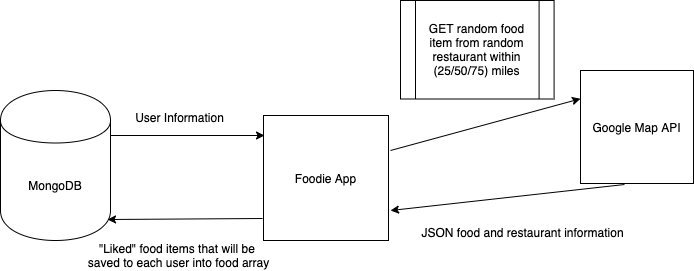 GET random food
item from random
restaurant within
(25/50/75) miles
User Information
Google Map API
MongoDB
Foodie App
JSON food and restaurant information
"Liked" food items that will be
saved to each user into food array